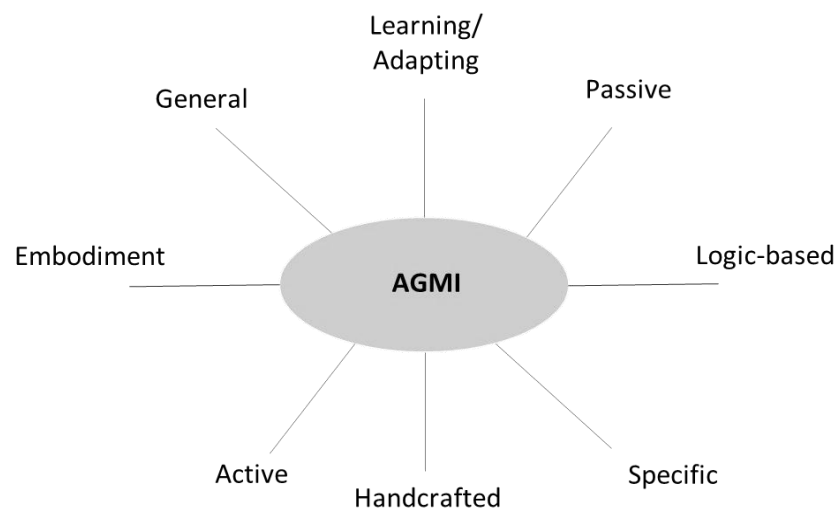 Learning/
Adapting
General
Passive
Embodiment
Logic-based
AGMI
Active
Specific
Handcrafted